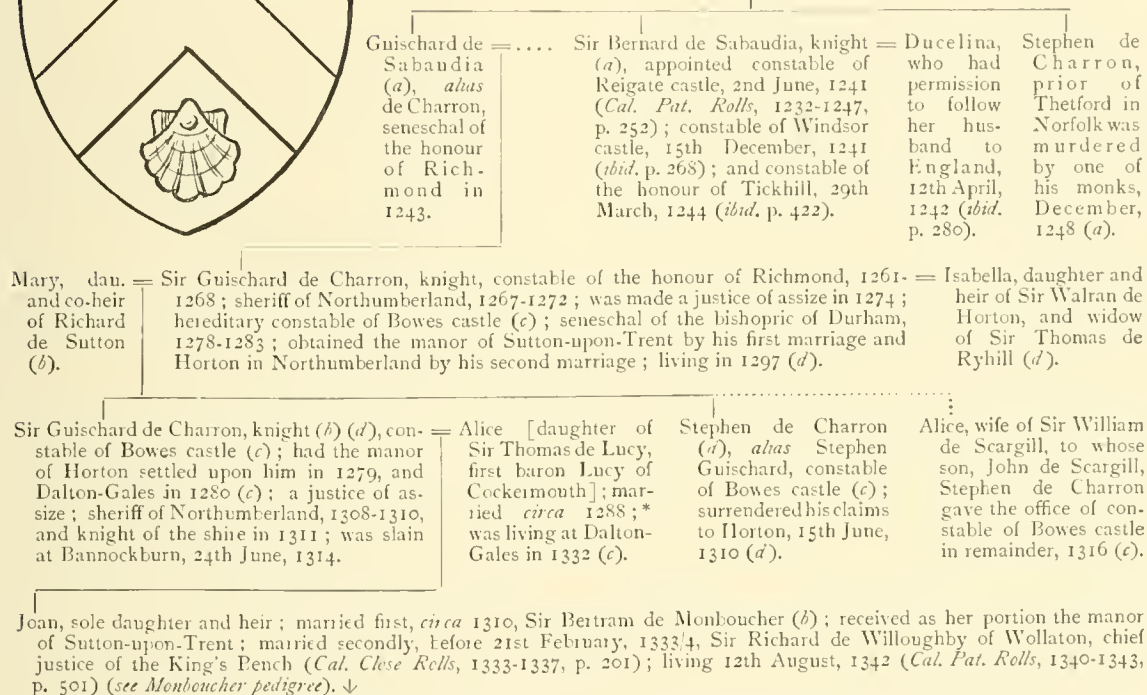 Guischard de = ....
Sabaudia
(a), alias
de Charron,
seneschal of
the honour
of Rich-
mond in
1243.
Sir Bernard de Sabaudia, knight =
(a), appointed constable of
Reigate castle, 2nd June, 1241
(Cal. Pat. Rolls, 1232-1247,
p. 252) ; constable of Windsor
castle, 15th December, 1241
(ibid. p. 268) ; and constable of
the honour of Tickhill, 29th
March, 1244 (ibid. p. 422).
Ducelina,
who had
permission
to follow
her hus-
band to
England,
12th April,
1242 (ibid.
p. 280).
Stephen de
Charron,
prior of
Thetford in
Norfolk was
murdered
by one of
his monks,
December,
1248 (a).
Mary, dau. =
and co-heir
of Richard
de Sutton
(b).
Sir Guischard de Charron, knight, constable of the honour of Richmond, 1261- =
1268 ; sheriff of Northumberland, 1267-1272 ; was made a justice of assize in 1274 ;
hereditary constable of Bowes castle (c) ; seneschal of the bishopric of Durham,
1278-1283 ; obtained the manor of Sutton-upon-Trent by his first marriage and
Horton in Northumberland by his second marriage ; living in 1297 (d).
Isabella, daughter and
heir of Sir Walran de
Horton, and widow
of Sir Thomas de
Ryhill (d).
Sir Guischard de Charron, knight (b) (d), con- =
stable of Bowes castle (c) ; had the manor
of Horton settled upon him in 1279, and
Dalton-Gales in 1280 (c) ; a justice of as-
size ; sheriff of Northumberland, 1308-1310,
and knight of the shire in 1311 ; was slain
at Bannockburn, 24th June, 1314.
Alice [daughter of
Sir Thomas de Lucy,
first baron Lucy of
Cockermouth] ; mar-
ried circa 1288 ;*
was living at Dalton-
Gales in 1332 (c).
Stephen de Charron
(d), alias Stephen
Guischard, constable
of Bowes castle (c) ;
surrendered his claims
to Horton, 15th June,
1310 (d).
Alice, wife of Sir William
de Scargill, to whose
son, John de Scargill,
Stephen de Charron
gave the office of con-
stable of Bowes castle
in remainder, 1316 (c).
Joan, sole daughter and heir ; married first, circa 1310, Sir Bertram de Monboucher (b) ; received as her portion the manor
of Sutton-upon-Trent ; married secondly, before 21st February, 1333/4, Sir Richard de Willoughby of Wollaton, chief
justice of the King's Bench (Cal. Close Rolls, 1333-1337, p. 201) ; living 12th August, 1342 (Cal. Pat. Rolls, 1340-1343,
p. 501) (see Monboucher pedigree). ↓